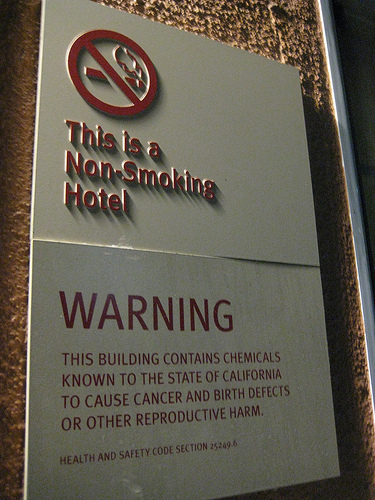 This is a
Non-Smoking
Hotel
WARNING
THIS BUILDING CONTAINS CHEMICALS
KNOWN TO THE STATE OF CALIFORNIA
TO CAUSE CANCER AND BIRTH DEFECTS
OR OTHER REPRODUCTIVE HARM.
HEALTH AND SAFETY CODE SECTION 25249.6